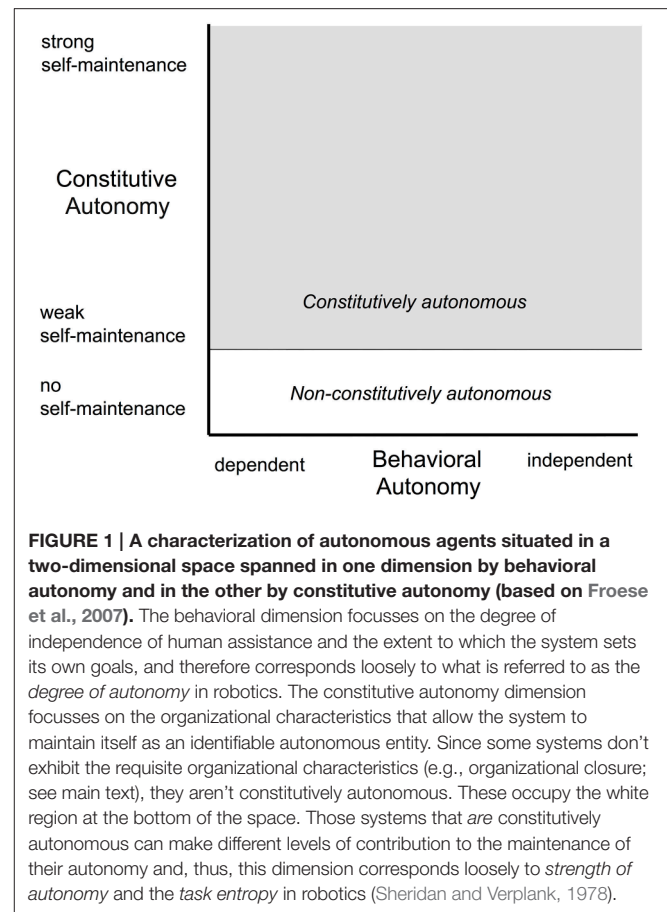 strong
self-maintenance
Constitutive
Autonomy
weak
self-maintenance
Constitutively autonomous
no
self-maintenance
Non-constitutively autonomous
dependent
Behavioral
Autonomy
independent
FIGURE 1 | A characterization of autonomous agents situated in a
two-dimensional space spanned in one dimension by behavioral
autonomy and in the other by constitutive autonomy (based on Froese
et al., 2007). The behavioral dimension focusses on the degree of
independence of human assistance and the extent to which the system sets
its own goals, and therefore corresponds loosely to what is referred to as the
degree of autonomy in robotics. The constitutive autonomy dimension
focusses on the organizational characteristics that allow the system to
maintain itself as an identifiable autonomous entity. Since some systems don’t
exhibit the requisite organizational characteristics (e.g., organizational closure;
see main text), they aren’t constitutively autonomous. These occupy the white
region at the bottom of the space. Those systems that are constitutively
autonomous can make different levels of contribution to the maintenance of
their autonomy and, thus, this dimension corresponds loosely to strength of
autonomy and the task entropy in robotics (Sheridan and Verplank, 1978).